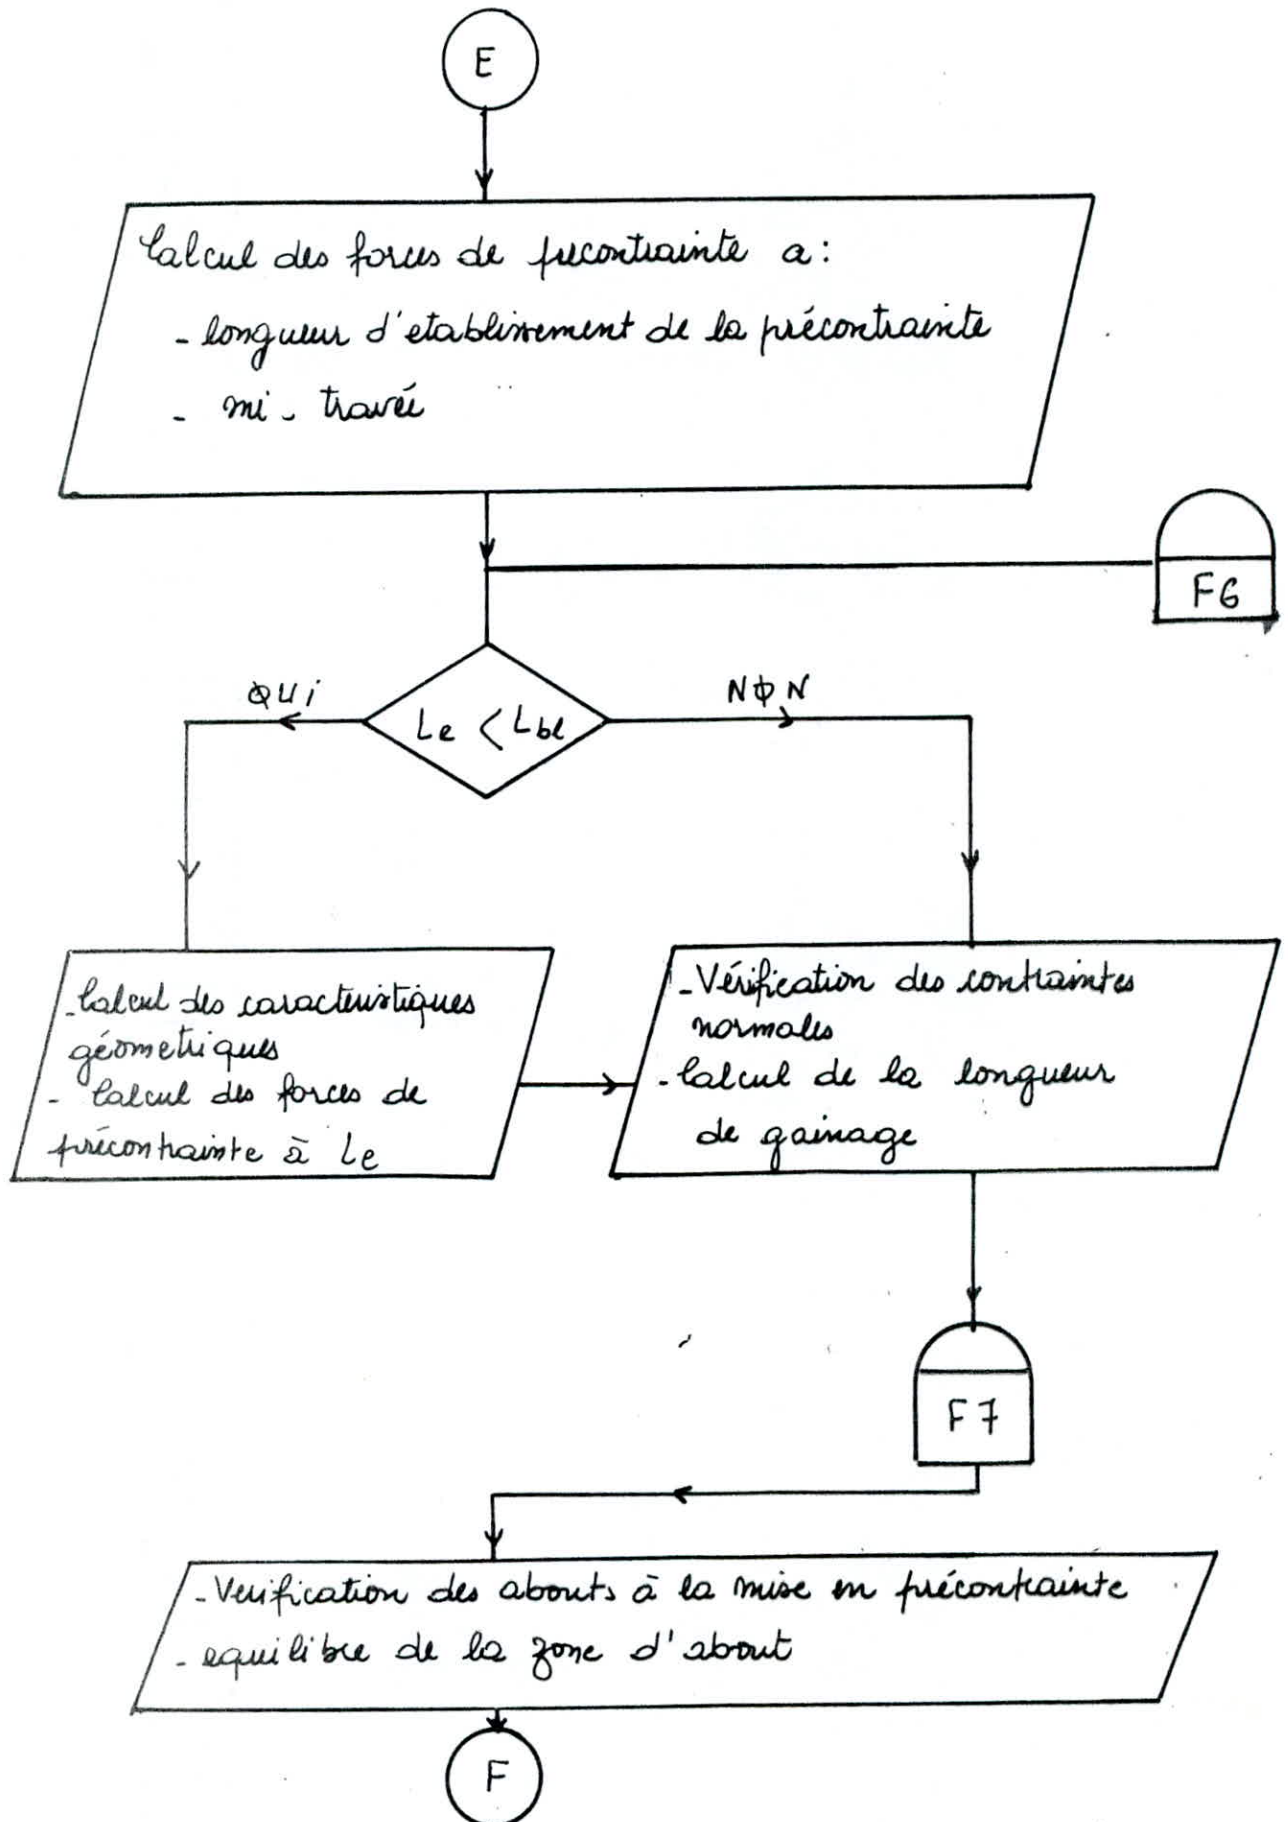 E
Calcul des forces de precontrainte a :
- longueur d'etablissement de la précontrainte
- mi - travée
F6
OUi
NON
Le < Lbl
- Calcul des caracteristiques
géometriques
- Calcul des forces de
précontrainte à Le
- Vérification des contraintes
normales
- Calcul de la longueur
de gainage
F7
- Verification des abouts à la mise en précontrainte
- equilibre de la zone d'about
F